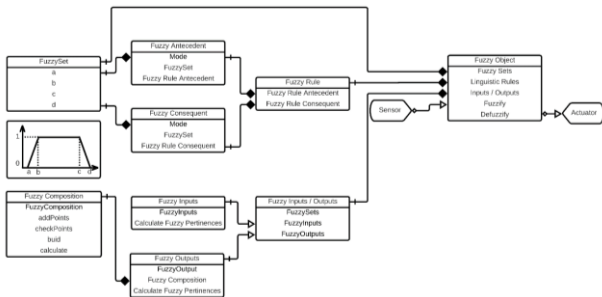 FuzzySet
a
b
c
d
Fuzzy Antecedent
Mode
FuzzySet
Fuzzy Rule Antecedent
Fuzzy Consequent
Mode
FuzzySet
Fuzzy Rule Consequent
Fuzzy Rule
Fuzzy Rule Antecedent
Fuzzy Rule Consequent
Fuzzy Object
Fuzzy Sets
Linguistic Rules
Inputs / Outputs
Fuzzify
Defuzzify
Sensor
Actuator
1
0
a b c d
Fuzzy Composition
FuzzyComposition
addPoints
checkPoints
buid
calculate
Fuzzy Inputs
FuzzyInputs
Calculate Fuzzy Pertinences
Fuzzy Outputs
FuzzyOutput
Fuzzy Composition
Calculate Fuzzy Pertinences
Fuzzy Inputs / Outputs
FuzzySets
FuzzyInputs
FuzzyOutputs